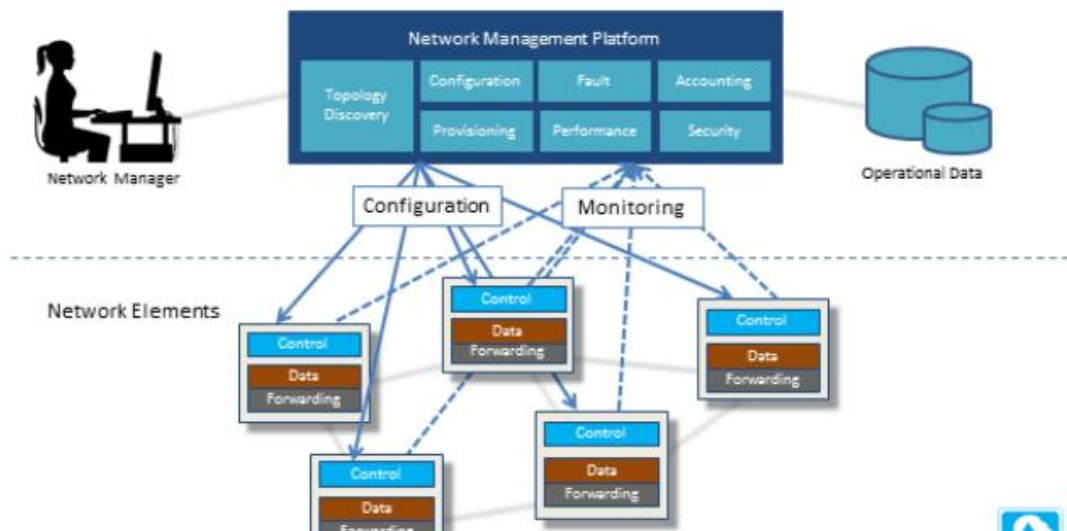 Network Management Platform
Topology
Discovery
Configuration
Fault
Accounting
Provisioning
Performance
Security
Network Manager
Operational Data
Configuration
Monitoring
Network Elements
Control
Data
Forwarding
Control
Data
Forwarding
Control
Data
Forwarding
Control
Data
Forwarding
Control
Data
Forwarding